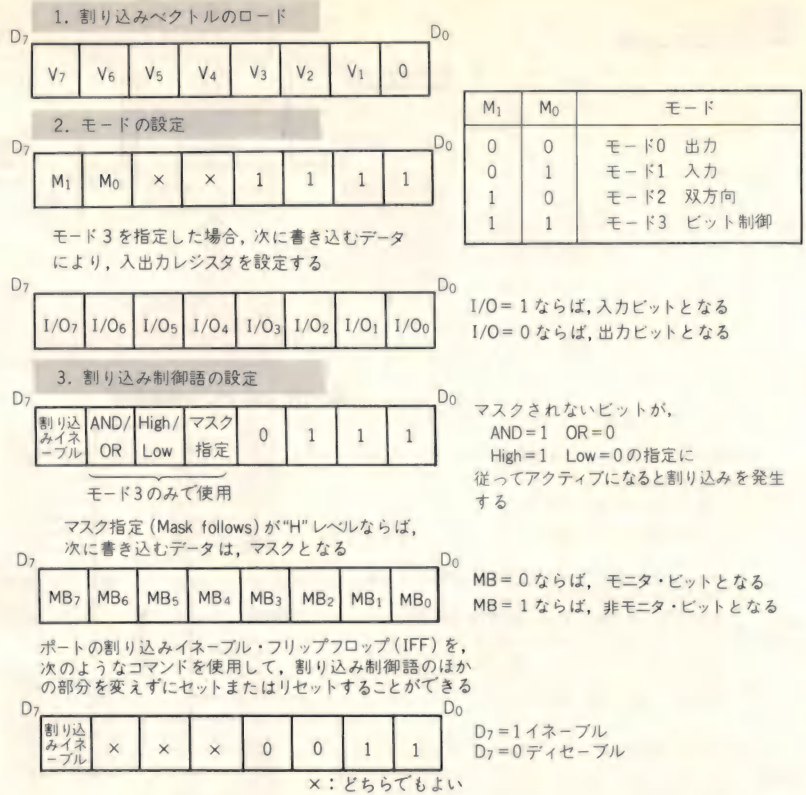 1. 割り込みベクトルのロード
D7 D0
V7 V6 V5 V4 V3 V2 V1 0
2. モードの設定
D7 D0
M1 M0 × × 1 1 1 1
M1 M0 モード
0 0 モード0 出力
0 1 モード1 入力
1 0 モード2 双方向
1 1 モード3 ビット制御
モード3を指定した場合,次に書き込むデータ
により,入出力レジスタを設定する
D7 D0
I/O7 I/O6 I/O5 I/O4 I/O3 I/O2 I/O1 I/O0
I/O=1ならば,入力ビットとなる
I/O=0ならば,出力ビットとなる
3. 割り込み制御語の設定
D7 D0
割り込みイネーブル AND/OR High/Low マスク指定 0 1 1 1
モード3のみで使用
マスクされないビットが,
AND=1 OR=0
High=1 Low=0の指定に
従ってアクティブになると割り込みを発生
する
マスク指定(Mask follows)が“H”レベルならば,
次に書き込むデータは,マスクとなる
D7 D0
MB7 MB6 MB5 MB4 MB3 MB2 MB1 MB0
MB=0ならば, モニタ・ビットとなる
MB=1ならば, 非モニタ・ビットとなる
ポートの割り込みイネーブル・フリップフロップ(IFF)を,
次のようなコマンドを使用して,割り込み制御語のほか
の部分を変えずにセットまたはリセットすることができる
D7 D0
割り込みイネーブル × × × 0 0 1 1
D7=1イネーブル
D7=0ディセーブル
×:どちらでもよい